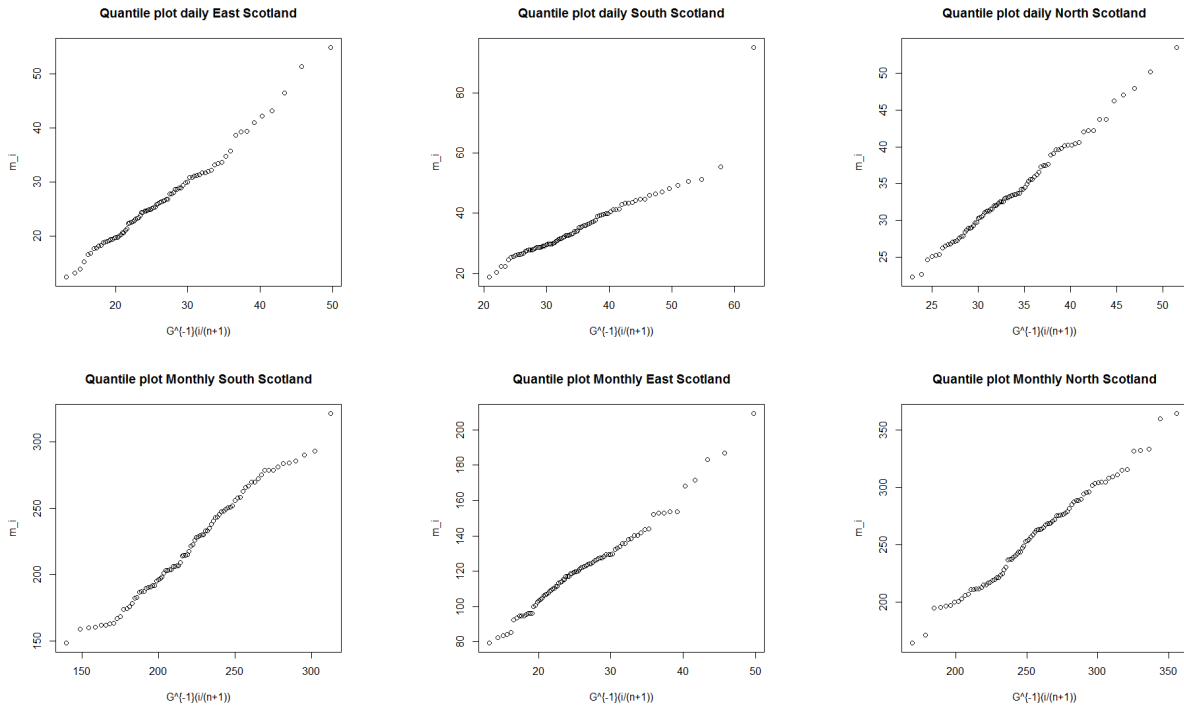 Quantile plot daily East Scotland
m_i
50
40
30
20
20 30 40 50
G^{-1}(i/(n+1))
Quantile plot daily South Scotland
m_i
80
60
40
20
20 30 40 50 60
G^{-1}(i/(n+1))
Quantile plot daily North Scotland
m_i
50
45
40
35
30
25
25 30 35 40 45 50
G^{-1}(i/(n+1))
Quantile plot Monthly South Scotland
m_i
300
250
200
150
150 200 250 300
G^{-1}(i/(n+1))
Quantile plot Monthly East Scotland
m_i
200
180
160
140
120
100
80
20 30 40 50
G^{-1}(i/(n+1))
Quantile plot Monthly North Scotland
m_i
350
300
250
200
200 250 300 350
G^{-1}(i/(n+1))